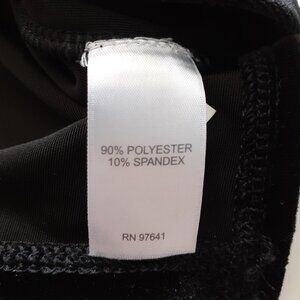 90% POLYESTER
10% SPANDEX
RN 97641